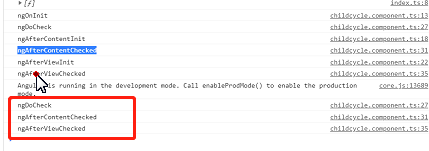 ▸ [ƒ] index.ts:8
ngOnInit childcycle.component.ts:13
ngDoCheck childcycle.component.ts:27
ngAfterContentInit childcycle.component.ts:18
ngAfterContentChecked childcycle.component.ts:31
ngAfterViewInit childcycle.component.ts:22
ngAfterViewChecked childcycle.component.ts:35
Angular is running in the development mode. Call enableProdMode() to enable the production core.js:13689
mode.
ngDoCheck childcycle.component.ts:27
ngAfterContentChecked childcycle.component.ts:31
ngAfterViewChecked childcycle.component.ts:35